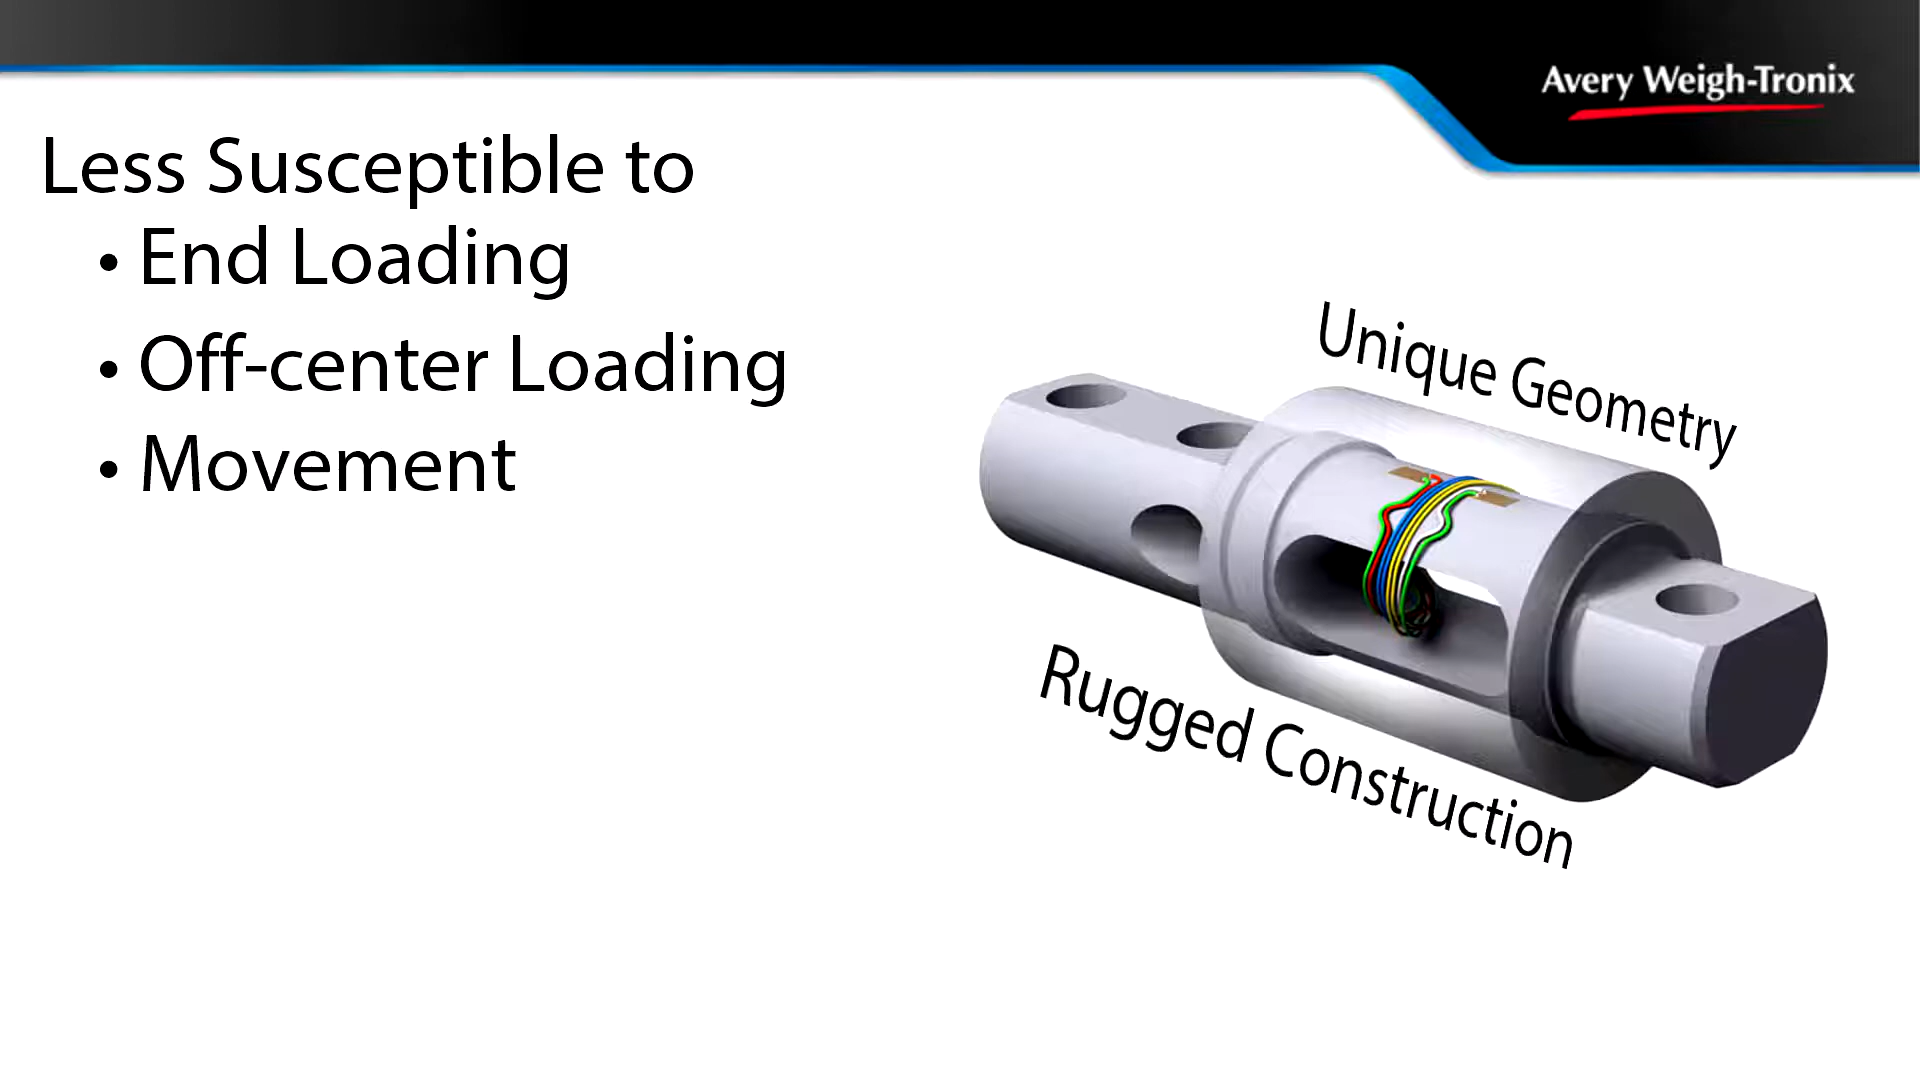 Avery Weigh-Tronix
Less Susceptible to
• End Loading
• Off-center Loading
• Movement
Unique Geometry
Rugged Construction